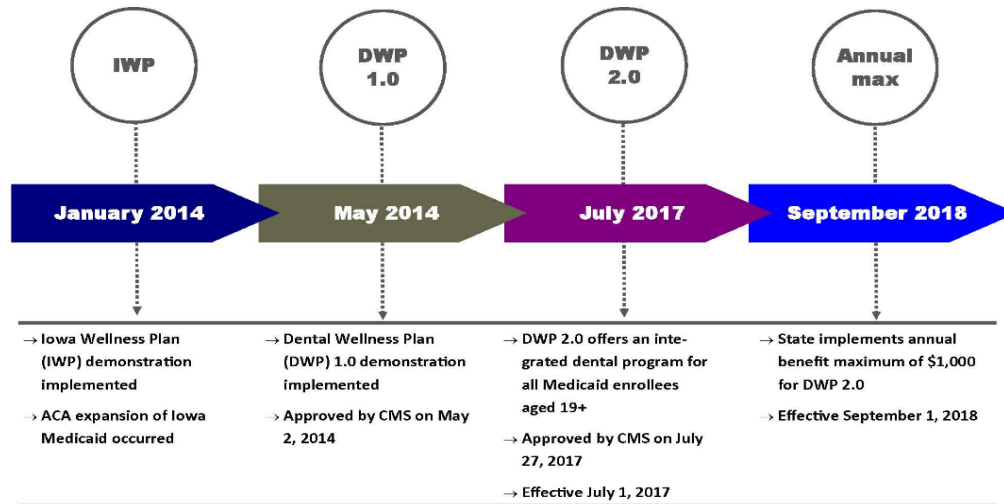 IWP
DWP
1.0
DWP
2.0
Annual
max
January 2014
May 2014
July 2017
September 2018
→ Iowa Wellness Plan
(IWP) demonstration
implemented
→ ACA expansion of Iowa
Medicaid occurred
→ Dental Wellness Plan
(DWP) 1.0 demonstration
implemented
→ Approved by CMS on May
2, 2014
→ DWP 2.0 offers an inte-
grated dental program for
all Medicaid enrollees
aged 19+
→ Approved by CMS on July
27, 2017
→ Effective July 1, 2017
→ State implements annual
benefit maximum of $1,000
for DWP 2.0
→ Effective September 1, 2018